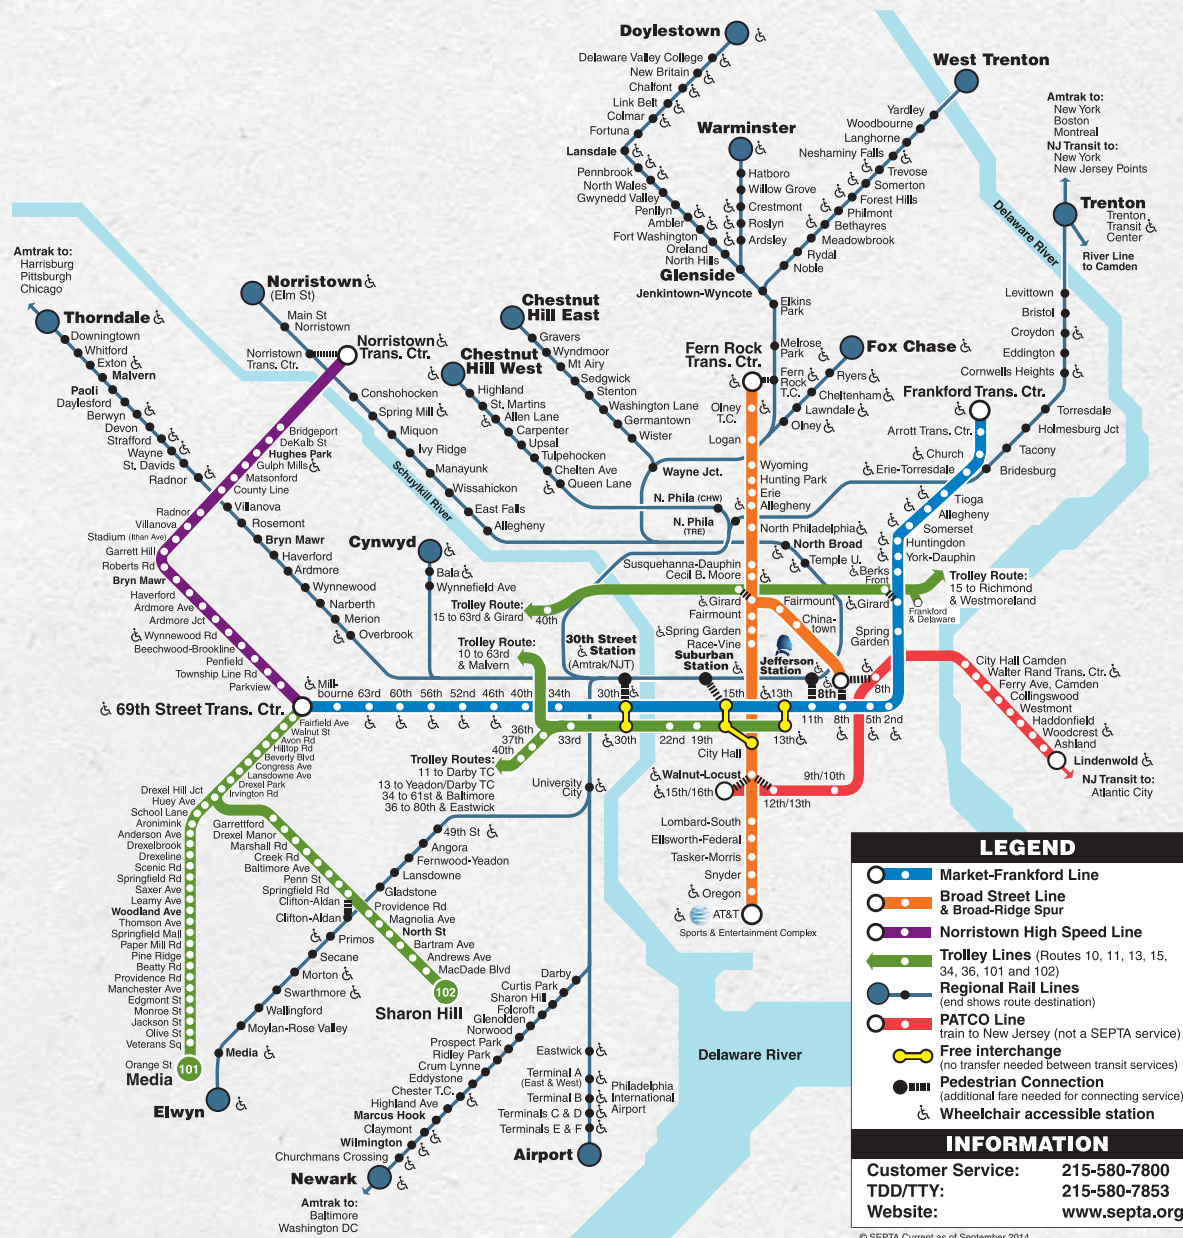 Doylestown
Delaware Valley College
New Britain
Chalfont
Link Belt
Colmar
Fortuna
Lansdale
Pennbrook
North Wales
Gwynedd Valley
Penllyn
Ambler
Fort Washington
Oreland
North Hills
Glenside
Jenkintown-Wyncote
Warminster
Hatboro
Willow Grove
Crestmont
Roslyn
Ardsley
West Trenton
Yardley
Woodbourne
Langhorne
Neshaminy Falls
Trevose
Somerton
Forest Hills
Philmont
Bethayres
Meadowbrook
Rydal
Noble
Elkins
Park
Melrose
Park
Fern
Rock
T.C.
Amtrak to:
New York
Boston
Montreal
NJ Transit to:
New York
New Jersey Points
Trenton
Trenton
Transit
Center
River Line
to Camden
Delaware River
Levittown
Bristol
Croydon
Eddington
Cornwells Heights
Torresdale
Holmesburg Jct
Tacony
Bridesburg
Amtrak to:
Harrisburg
Pittsburgh
Chicago
Thorndale
Downingtown
Whitford
Exton
Malvern
Paoli
Daylesford
Berwyn
Devon
Strafford
Wayne
St. Davids
Radnor
Villanova
Rosemont
Bryn Mawr
Haverford
Ardmore
Wynnewood
Narberth
Merion
Overbrook
Norristown
(Elm St)
Main St
Norristown
Norristown
Trans. Ctr.
Norristown
Trans. Ctr.
Conshohocken
Spring Mill
Miquon
Ivy Ridge
Manayunk
Wissahickon
East Falls
Allegheny
Schuylkill River
Bridgeport
DeKalb St
Hughes Park
Gulph Mills
Matsonford
County Line
Radnor
Villanova
Stadium (Ithan Ave)
Garrett Hill
Roberts Rd
Bryn Mawr
Haverford
Ardmore Ave
Ardmore Jct
Wynnewood Rd
Beechwood-Brookline
Penfield
Township Line Rd
Parkview
69th Street Trans. Ctr.
Chestnut
Hill East
Gravers
Wyndmoor
Mt Airy
Sedgwick
Stenton
Washington Lane
Germantown
Wister
Wayne Jct.
Chestnut
Hill West
Highland
St. Martins
Allen Lane
Carpenter
Upsal
Tulpehocken
Chelten Ave
Queen Lane
N. Phila (CHW)
N. Phila
(TRE)
Cynwyd
Bala
Wynnefield Ave
Fox Chase
Ryers
Cheltenham
Lawndale
Olney
Fern Rock
Trans. Ctr.
Olney
T.C.
Logan
Wyoming
Hunting Park
Erie
Allegheny
North Philadelphia
North Broad
Temple U.
Susquehanna-Dauphin
Cecil B. Moore
Girard
Fairmount
Spring Garden
Race-Vine
Fairmount
China-
town
Frankford Trans. Ctr.
Arrott Trans. Ctr.
Church
Erie-Torresdale
Tioga
Allegheny
Somerset
Huntingdon
York-Dauphin
Berks
Front
Girard
Spring
Garden
Frankford
& Delaware
Trolley Route:
15 to Richmond
& Westmoreland
Trolley Route:
15 to 63rd & Girard
40th
Trolley Route:
10 to 63rd
& Malvern
30th Street
Station
(Amtrak/NJT)
Suburban
Station
Jefferson
Station
Mill-
bourne
63rd
60th
56th
52nd
46th
40th
34th
30th
15th
13th
11th
8th
8th
8th
5th
2nd
36th
37th
40th
33rd
30th
22nd
19th
City Hall
13th
Trolley Routes:
11 to Darby TC
13 to Yeadon/Darby TC
34 to 61st & Baltimore
36 to 80th & Eastwick
University
City
Walnut-Locust
15th/16th
12th/13th
9th/10th
Lombard-South
Ellsworth-Federal
Tasker-Morris
Snyder
Oregon
AT&T
Sports & Entertainment Complex
City Hall Camden
Walter Rand Trans. Ctr.
Ferry Ave, Camden
Collingswood
Westmont
Haddonfield
Woodcrest
Ashland
Lindenwold
NJ Transit to:
Atlantic City
Fairfield Ave
Walnut St
Avon Rd
Hilltop Rd
Beverly Blvd
Congress Ave
Lansdowne Ave
Drexel Park
Irvington Rd
Drexel Hill Jct
Huey Ave
School Lane
Aronimink
Anderson Ave
Drexelbrook
Drexeline
Scenic Rd
Springfield Rd
Saxer Ave
Leamy Ave
Woodland Ave
Thomson Ave
Springfield Mall
Paper Mill Rd
Pine Ridge
Beatty Rd
Providence Rd
Manchester Ave
Edgmont St
Monroe St
Jackson St
Olive St
Veterans Sq
Orange St
101
Media
Garrettford
Drexel Manor
Marshall Rd
Creek Rd
Baltimore Ave
Penn St
Springfield Rd
Clifton-Aldan
Clifton-Aldan
Providence Rd
Magnolia Ave
North St
Bartram Ave
Andrews Ave
MacDade Blvd
102
Sharon Hill
49th St
Angora
Fernwood-Yeadon
Lansdowne
Gladstone
Primos
Secane
Morton
Swarthmore
Wallingford
Moylan-Rose Valley
Media
Elwyn
Darby
Curtis Park
Sharon Hill
Folcroft
Glenolden
Norwood
Prospect Park
Ridley Park
Crum Lynne
Eddystone
Chester T.C.
Highland Ave
Marcus Hook
Claymont
Wilmington
Churchmans Crossing
Newark
Amtrak to:
Baltimore
Washington DC
Eastwick
Terminal A
(East & West)
Terminal B
Terminals C & D
Terminals E & F
Philadelphia
International
Airport
Airport
Delaware River
LEGEND
Market-Frankford Line
Broad Street Line
& Broad-Ridge Spur
Norristown High Speed Line
Trolley Lines (Routes 10, 11, 13, 15,
34, 36, 101 and 102)
Regional Rail Lines
(end shows route destination)
PATCO Line
train to New Jersey (not a SEPTA service)
Free interchange
(no transfer needed between transit services)
Pedestrian Connection
(additional fare needed for connecting service)
Wheelchair accessible station
INFORMATION
Customer Service: 215-580-7800
TDD/TTY: 215-580-7853
Website: www.septa.org
© SEPTA Current as of September 2014